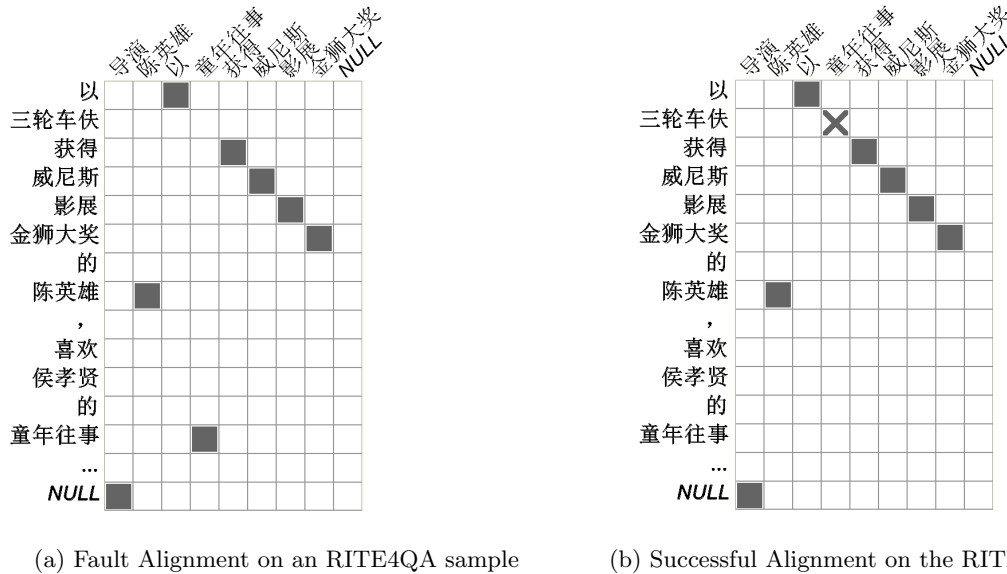 导演 陈英雄 以 童年往事 获得 威尼斯 影展 金狮大奖 NULL
以
三轮车伕
获得
威尼斯
影展
金狮大奖
的
陈英雄
，
喜欢
侯孝贤
的
童年往事
...
NULL
(a) Fault Alignment on an RITE4QA sample
导演 陈英雄 以 童年往事 获得 威尼斯 影展 金狮大奖 NULL
以
三轮车伕
获得
威尼斯
影展
金狮大奖
的
陈英雄
，
喜欢
侯孝贤
的
童年往事
...
NULL
(b) Successful Alignment on the RIT